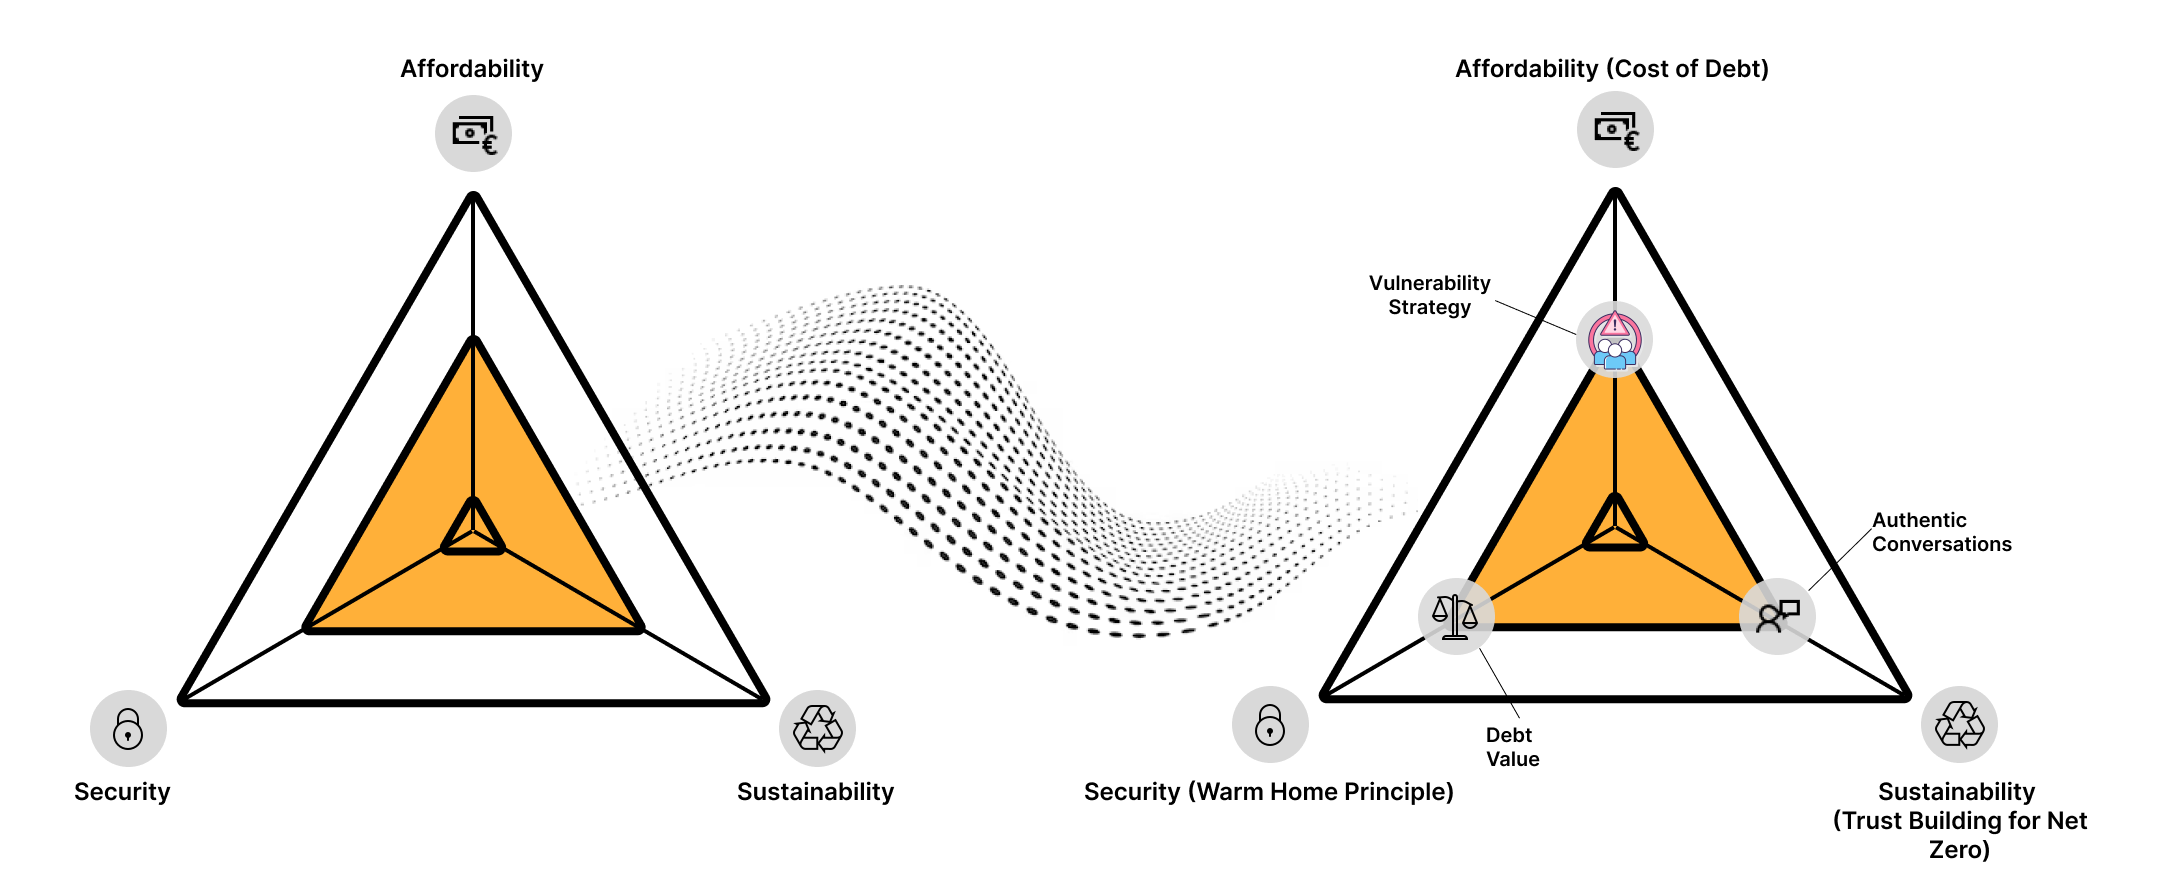 Affordability
Security
Sustainability
Affordability (Cost of Debt)
Vulnerability
Strategy
Authentic
Conversations
Debt
Value
Security (Warm Home Principle)
Sustainability
(Trust Building for Net
Zero)